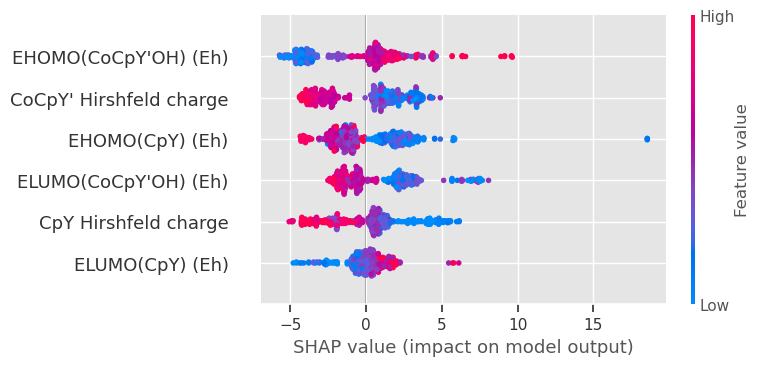 High
EHOMO(CoCpY'OH) (Eh)
CoCpY' Hirshfeld charge
EHOMO(CpY) (Eh)
ELUMO(CoCpY'OH) (Eh)
CpY Hirshfeld charge
ELUMO(CpY) (Eh)
Feature value
Low
−5 0 5 10 15
SHAP value (impact on model output)